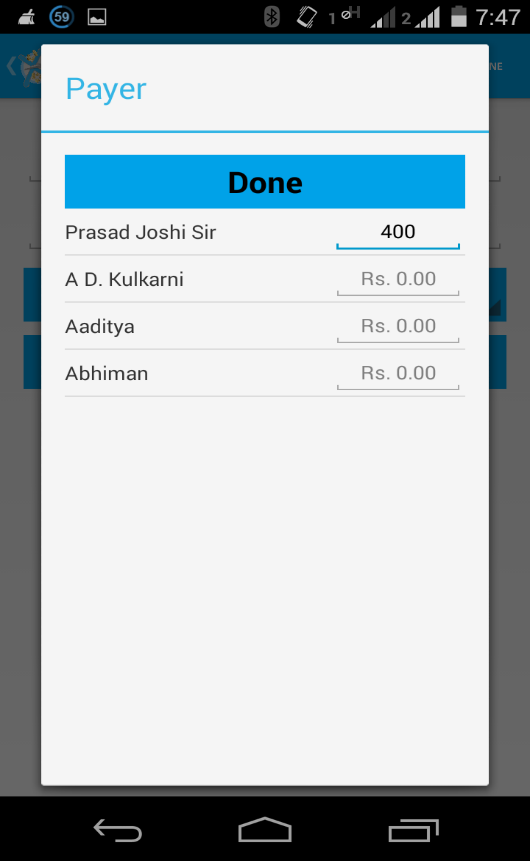 59 1 H 2 7:47
NE
Payer
Done
Prasad Joshi Sir 400
A D. Kulkarni Rs. 0.00
Aaditya Rs. 0.00
Abhiman Rs. 0.00